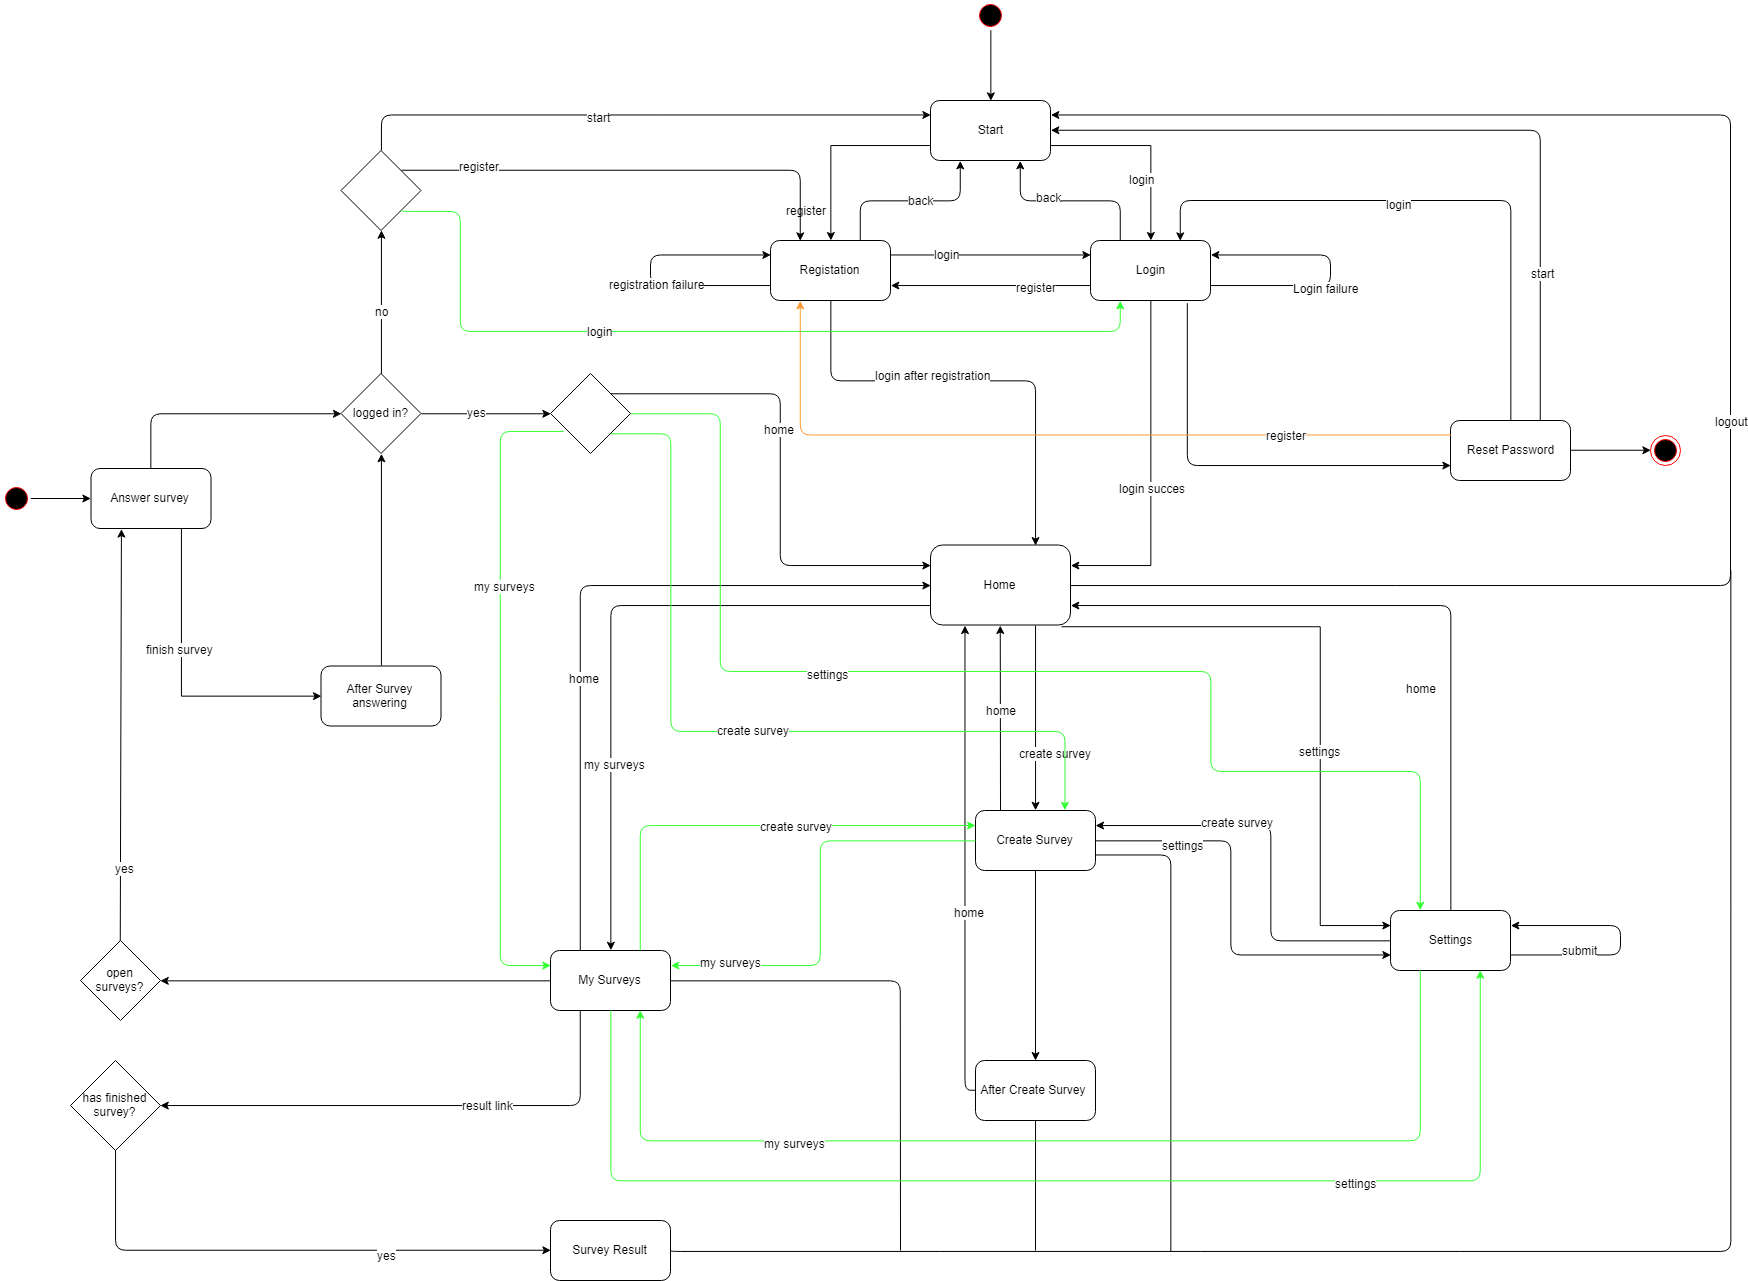 start
Start
register
login
register
back
back
login
Registation
login
Login
start
registration failure
register
Login failure
no
login
login after registration
logged in?
yes
home
register
logout
Reset Password
login succes
Answer survey
my surveys
Home
finish survey
home
settings
home
After Survey
answering
home
create survey
my surveys
create survey
settings
create survey
create survey
Create Survey
settings
yes
home
Settings
submit
my surveys
open
surveys?
My Surveys
has finished
survey?
result link
After Create Survey
my surveys
settings
yes
Survey Result